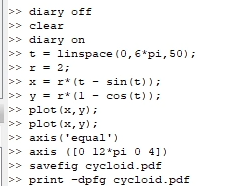 >> diary off
>> clear
>> diary on
>> t = linspace(0,6*pi,50);
>> r = 2;
>> x = r*(t - sin(t));
>> y = r*(1 - cos(t));
>> plot(x,y);
>> plot(x,y);
>> axis('equal')
>> axis ([0 12*pi 0 4])
>> savefig cycloid.pdf
>> print -dpfg cycloid.pdf